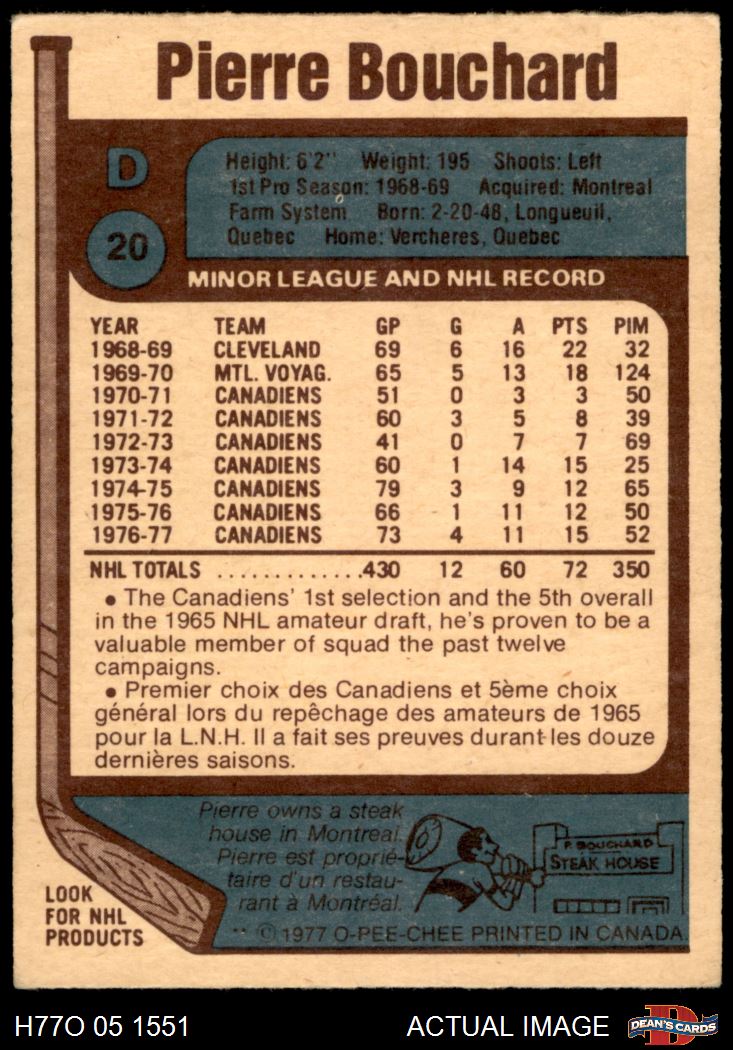 Pierre Bouchard
D
20
Height: 6'2" Weight: 195 Shoots: Left
1st Pro Season: 1968-69 Acquired: Montreal
Farm System Born: 2-20-48, Longueuil,
Quebec Home: Vercheres, Quebec
MINOR LEAGUE AND NHL RECORD
YEAR TEAM GP G A PTS PIM
1968-69 CLEVELAND 69 6 16 22 32
1969-70 MTL. VOYAG. 65 5 13 18 124
1970-71 CANADIENS 51 0 3 3 50
1971-72 CANADIENS 60 3 5 8 39
1972-73 CANADIENS 41 0 7 7 69
1973-74 CANADIENS 60 1 14 15 25
1974-75 CANADIENS 79 3 9 12 65
1975-76 CANADIENS 66 1 11 12 50
1976-77 CANADIENS 73 4 11 15 52
NHL TOTALS .............430 12 60 72 350
• The Canadiens' 1st selection and the 5th overall
in the 1965 NHL amateur draft, he's proven to be a
valuable member of squad the past twelve
campaigns.
• Premier choix des Canadiens et 5ème choix
général lors du repêchage des amateurs de 1965
pour la L.N.H. Il a fait ses preuves durant les douze
dernières saisons.
Pierre owns a steak
house in Montreal.
Pierre est proprié-
taire d'un restau-
rant à Montréal.
P. BOUCHARD
STEAK HOUSE
LOOK
FOR NHL
PRODUCTS
** © 1977 O-PEE-CHEE PRINTED IN CANADA
H77O 05 1551 ACTUAL IMAGE
D
DEAN'S CARDS